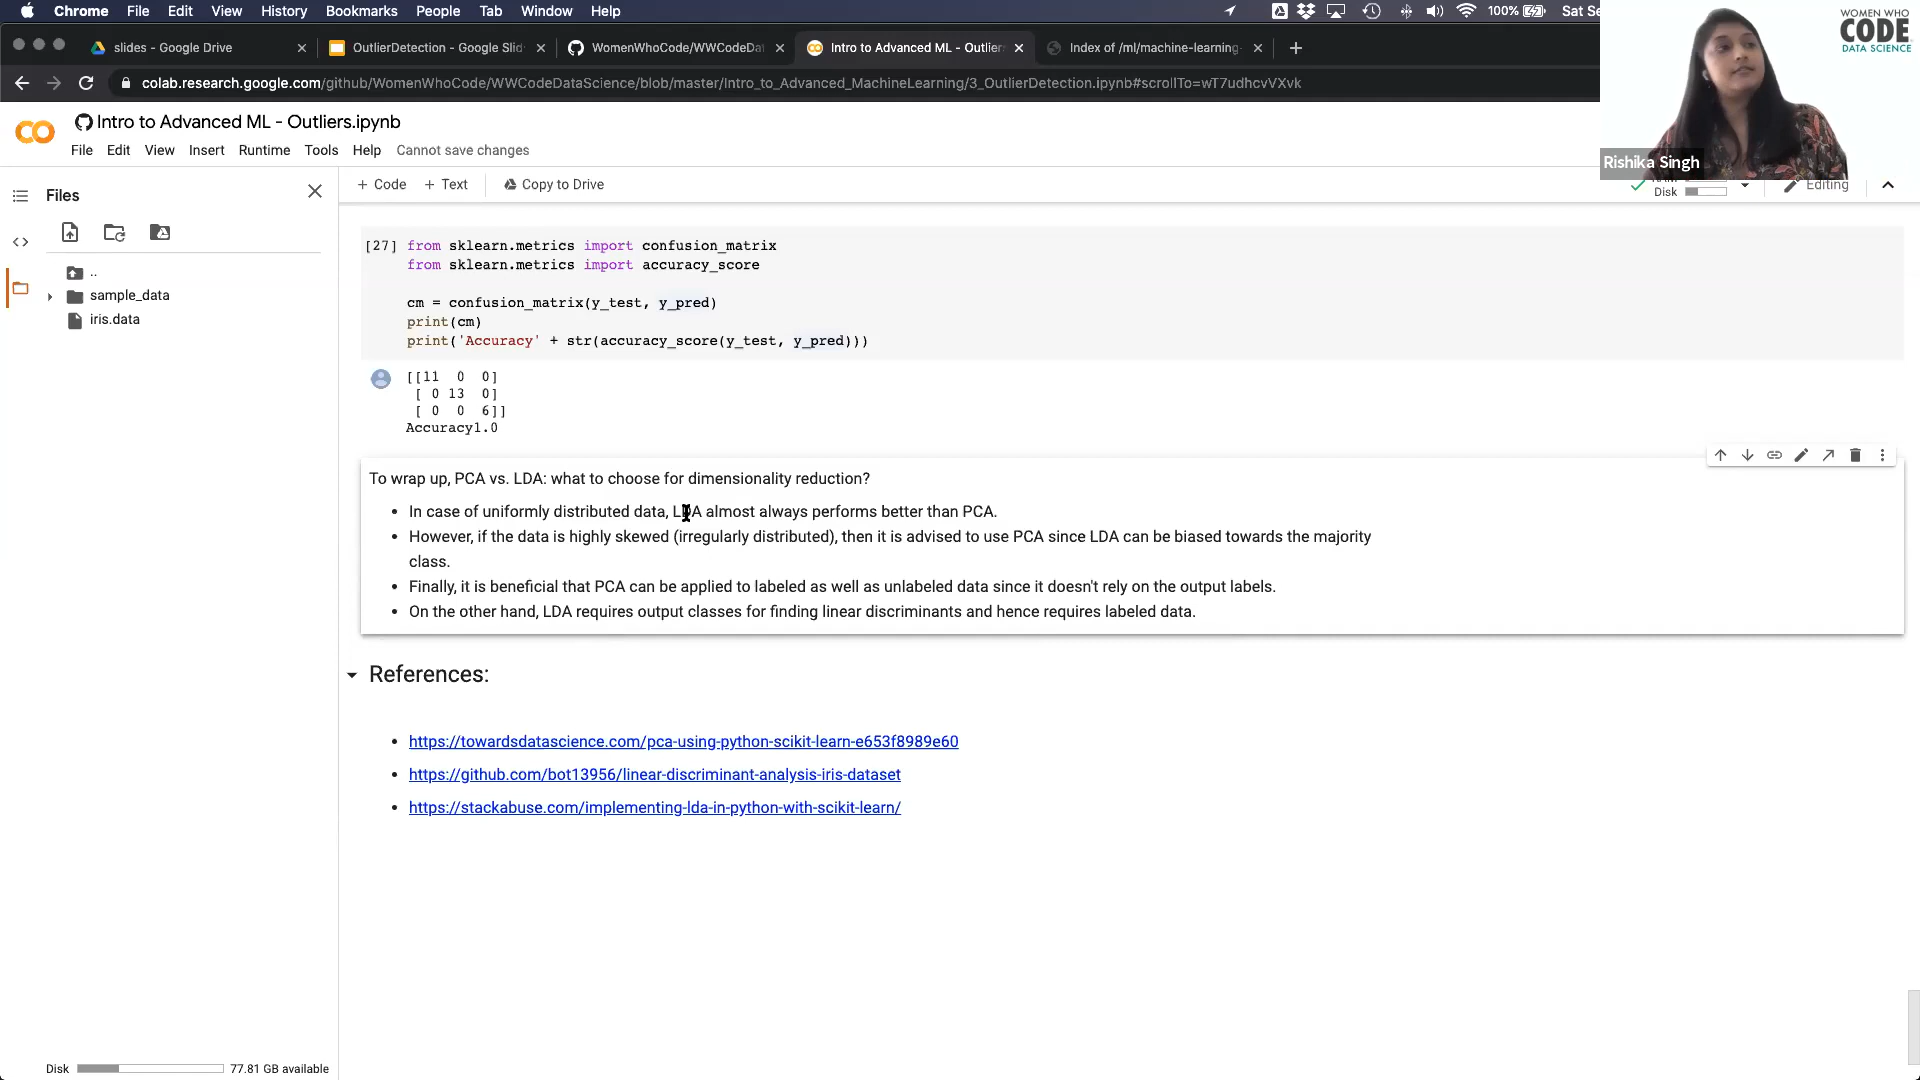 Chrome File Edit View History Bookmarks People Tab Window Help 100% Sat Se
WOMEN WHO
CODE
DATA SCIENCE
slides - Google Drive
OutlierDetection - Google Slid
WomenWhoCode/WWCodeDat
Intro to Advanced ML - Outlier
Index of /ml/machine-learning-
colab.research.google.com/github/WomenWhoCode/WWCodeDataScience/blob/master/Intro_to_Advanced_MachineLearning/3_OutlierDetection.ipynb#scrollTo=wT7udhcvVXvk
Intro to Advanced ML - Outliers.ipynb
File Edit View Insert Runtime Tools Help Cannot save changes
Rishika Singh
Files
+ Code + Text Copy to Drive
Disk
Editing
..
sample_data
iris.data
[27] from sklearn.metrics import confusion_matrix
from sklearn.metrics import accuracy_score
cm = confusion_matrix(y_test, y_pred)
print(cm)
print('Accuracy' + str(accuracy_score(y_test, y_pred)))
[[11 0 0]
[ 0 13 0]
[ 0 0 6]]
Accuracy1.0
To wrap up, PCA vs. LDA: what to choose for dimensionality reduction?
• In case of uniformly distributed data, LDA almost always performs better than PCA.
• However, if the data is highly skewed (irregularly distributed), then it is advised to use PCA since LDA can be biased towards the majority
class.
• Finally, it is beneficial that PCA can be applied to labeled as well as unlabeled data since it doesn't rely on the output labels.
• On the other hand, LDA requires output classes for finding linear discriminants and hence requires labeled data.
References:
• https://towardsdatascience.com/pca-using-python-scikit-learn-e653f8989e60
• https://github.com/bot13956/linear-discriminant-analysis-iris-dataset
• https://stackabuse.com/implementing-lda-in-python-with-scikit-learn/
Disk 77.81 GB available